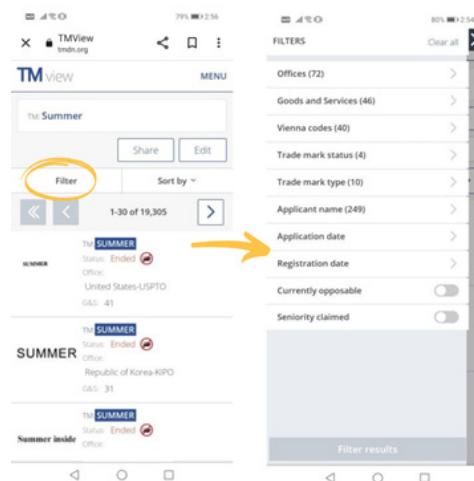 79% 2:56
TMView
tmdn.org
TM view
MENU
TM: Summer
Share
Edit
Filter
Sort by
1-30 of 19,305
SUMMER
TM: SUMMER
Status: Ended
Office:
United States-USPTO
G&S: 41
SUMMER
TM: SUMMER
Status: Ended
Office:
Republic of Korea-KIPO
G&S: 31
Summer inside
TM: SUMMER
Status: Ended
Office:
80% 2:54
FILTERS
Clear all
Offices (72)
Goods and Services (46)
Vienna codes (40)
Trade mark status (4)
Trade mark type (10)
Applicant name (249)
Application date
Registration date
Currently opposable
Seniority claimed
Filter results